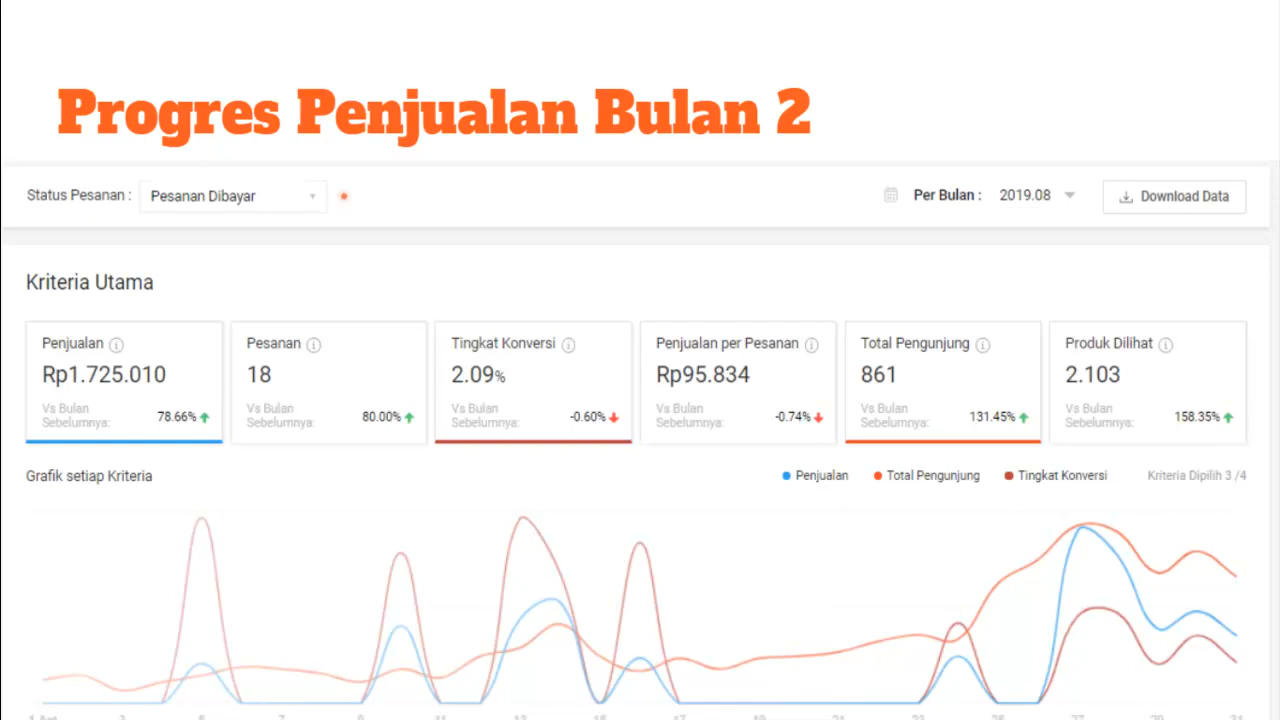 Progres Penjualan Bulan 2
Status Pesanan : Pesanan Dibayar Per Bulan : 2019.08 Download Data
Kriteria Utama
Penjualan Pesanan Tingkat Konversi Penjualan per Pesanan Total Pengunjung Produk Dilihat
Rp1.725.010 18 2.09% Rp95.834 861 2.103
Vs Bulan Vs Bulan Vs Bulan Vs Bulan Vs Bulan Vs Bulan
Sebelumnya: 78.66% Sebelumnya: 80.00% Sebelumnya: -0.60% Sebelumnya: -0.74% Sebelumnya: 131.45% Sebelumnya: 158.35%
Grafik setiap Kriteria Penjualan Total Pengunjung Tingkat Konversi Kriteria Dipilih 3 /4